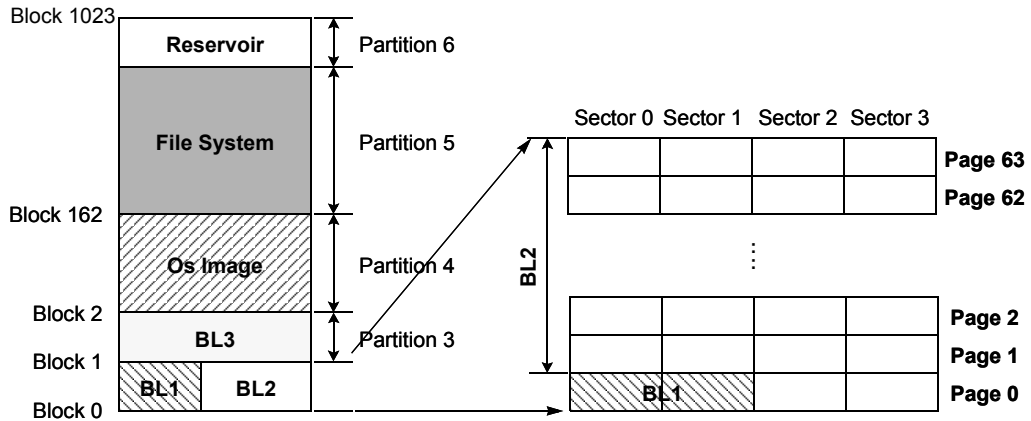 Block 1023
Reservoir
Partition 6
File System
Partition 5
Block 162
Os Image
Partition 4
Block 2
BL3
Partition 3
Block 1
BL1
BL2
Block 0
Sector 0 Sector 1 Sector 2 Sector 3
Page 63
Page 62
BL2
Page 2
Page 1
BL1
Page 0